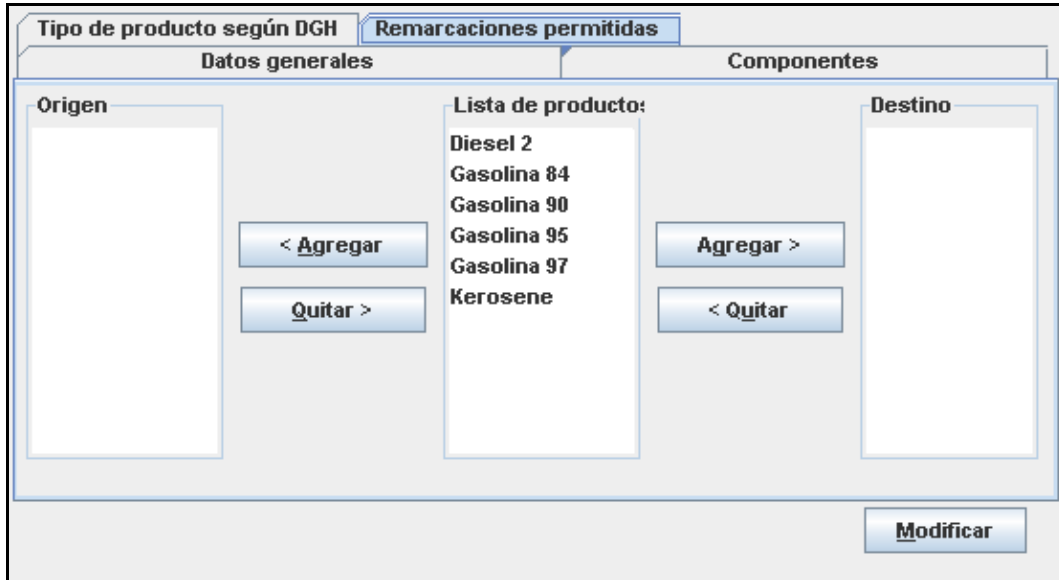 Tipo de producto según DGH Remarcaciones permitidas
Datos generales Componentes
Origen Lista de productos Destino
Diesel 2
Gasolina 84
Gasolina 90
Gasolina 95
Gasolina 97
Kerosene
< Agregar Agregar >
Quitar > < Quitar
Modificar